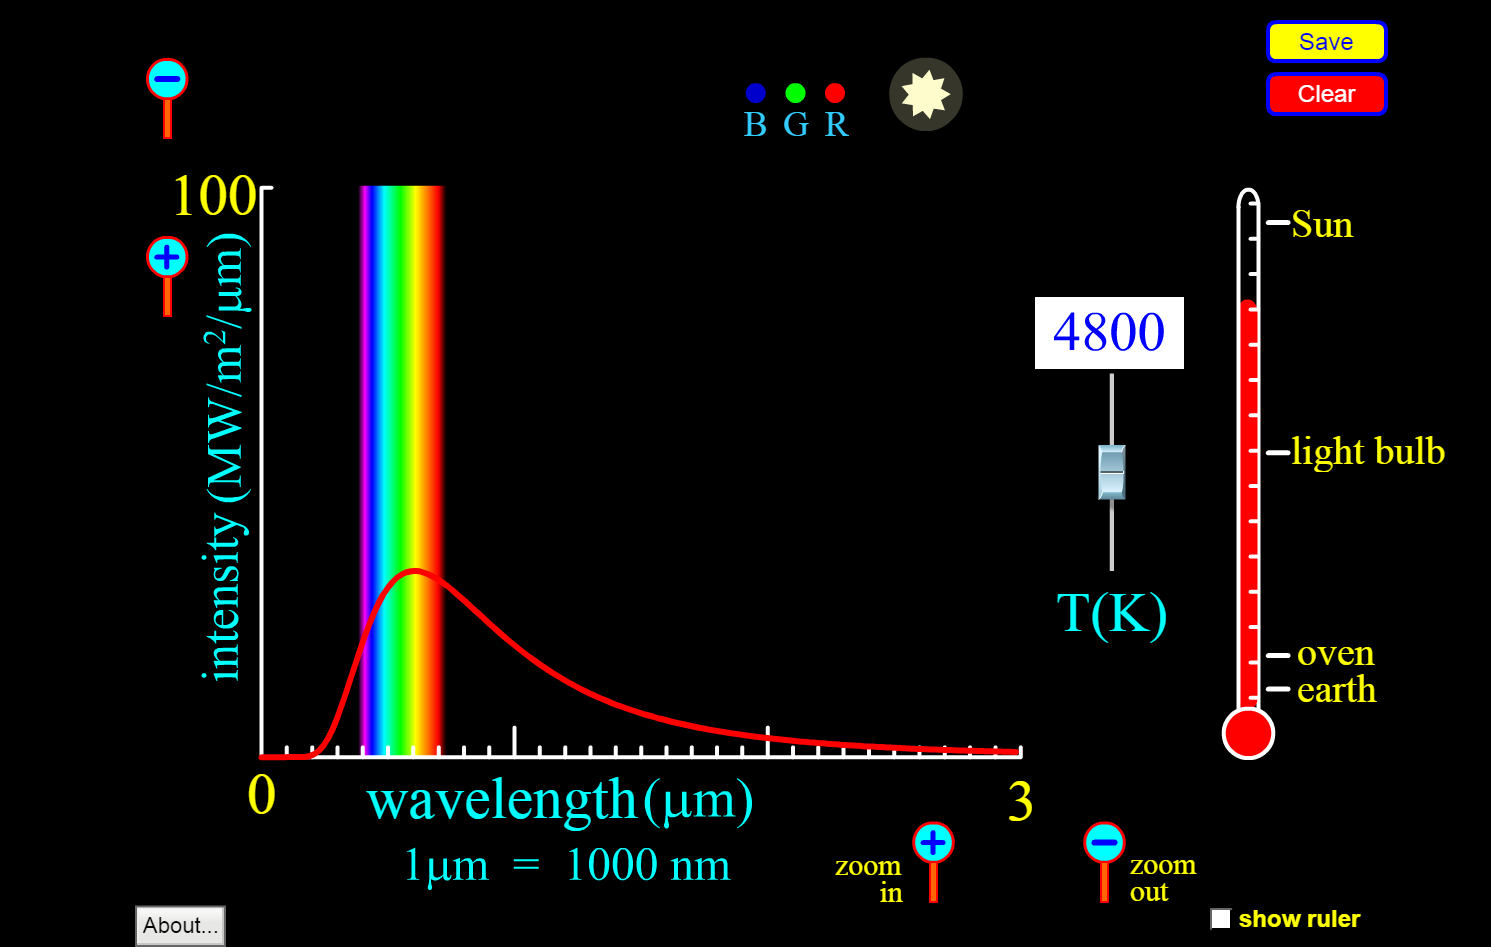 Save
Clear
B G R
100
intensity (MW/m²/μm)
Sun
4800
light bulb
T(K)
oven
earth
0
wavelength (μm)
3
1μm = 1000 nm
zoom in
zoom out
About...
show ruler